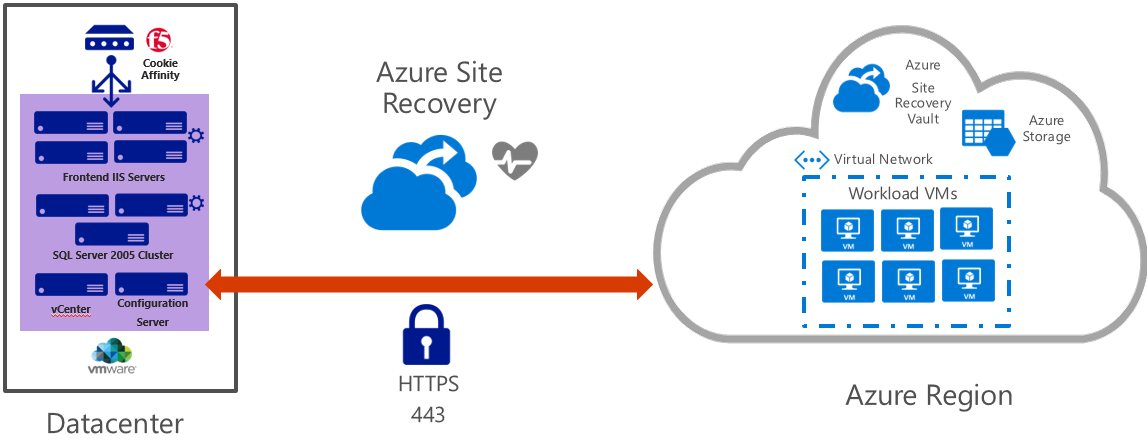 f5
Cookie
Affinity
Frontend IIS Servers
SQL Server 2005 Cluster
vCenter
Configuration
Server
vmware
Datacenter
Azure Site
Recovery
HTTPS
443
Azure
Site
Recovery
Vault
Azure
Storage
Virtual Network
Workload VMs
VM
VM
VM
VM
VM
VM
Azure Region